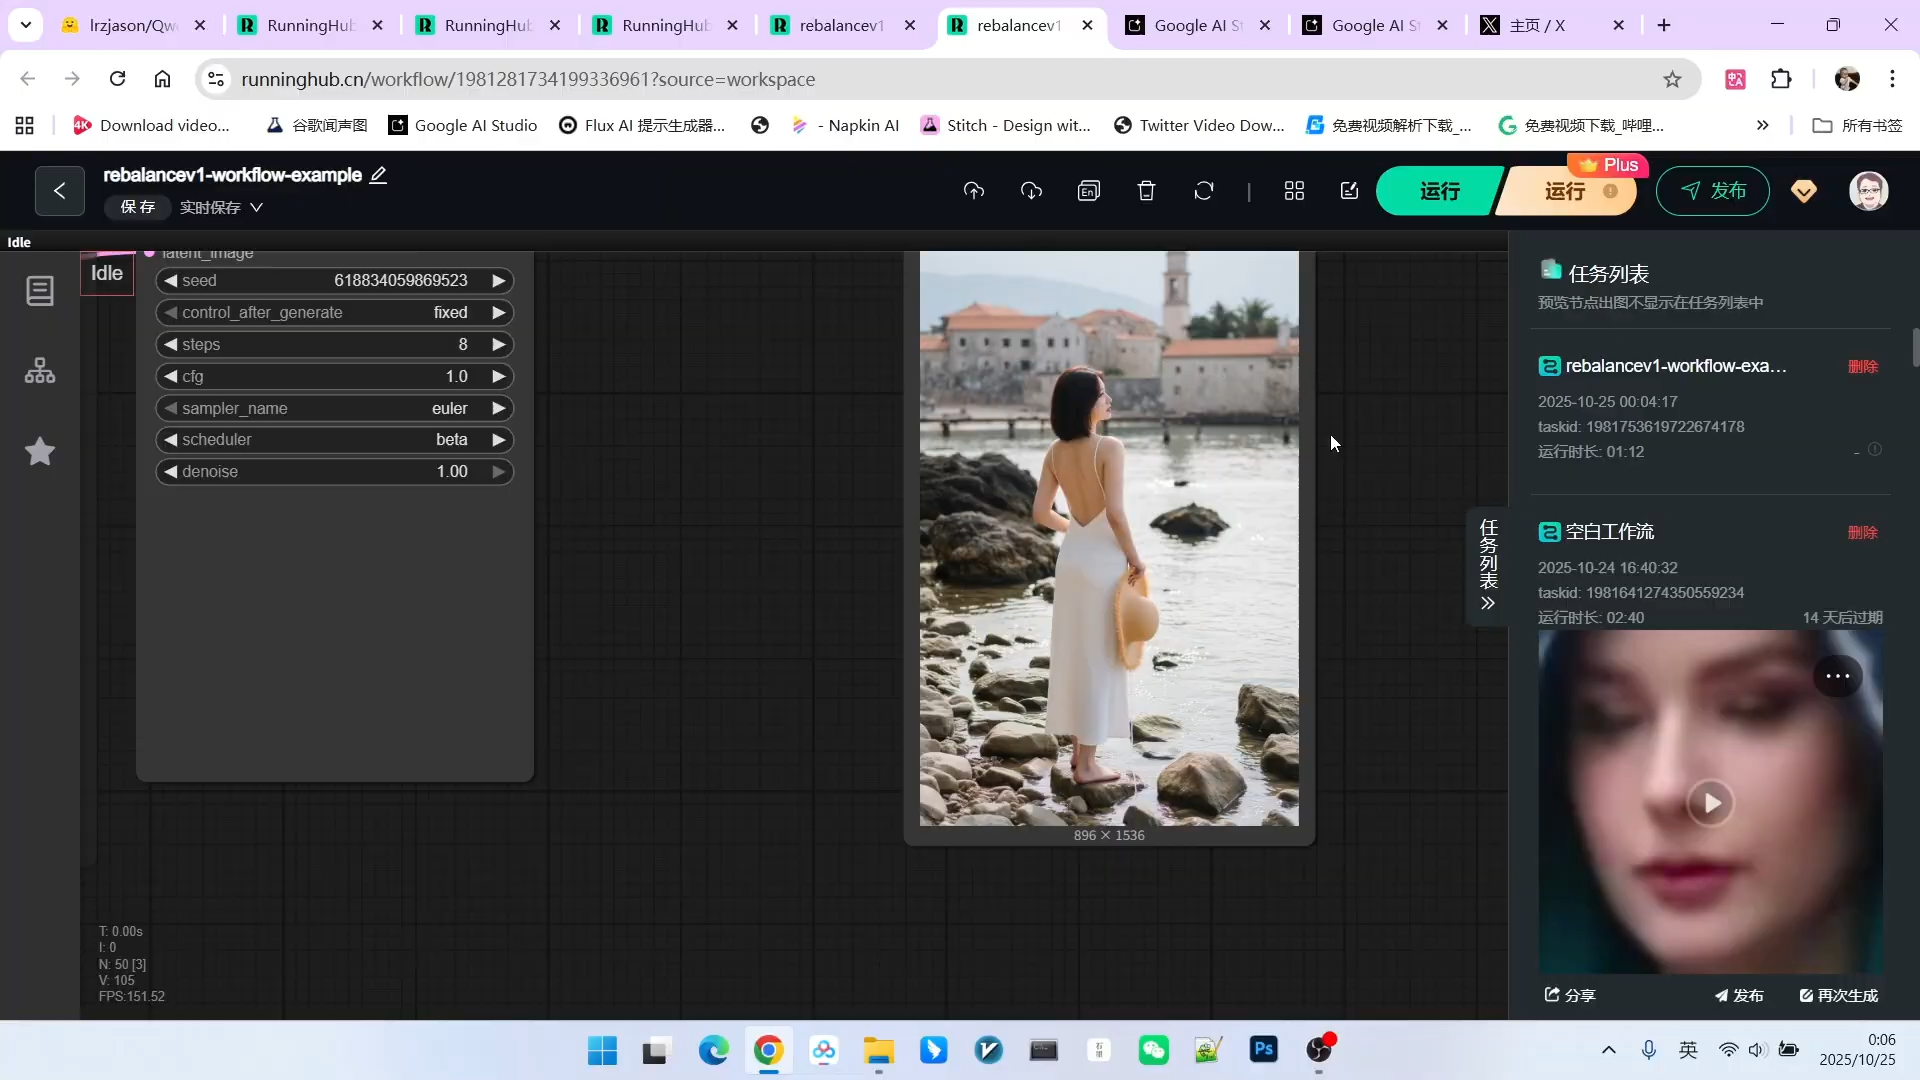 lrzjason/Qw
RunningHub
RunningHub
RunningHub
rebalancev1
rebalancev1
Google AI St
Google AI St
主页 / X
runninghub.cn/workflow/1981281734199336961?source=workspace
Download video...
谷歌闻声图
Google AI Studio
Flux AI 提示生成器...
- Napkin AI
Stitch - Design wit...
Twitter Video Dow...
免费视频解析下载_...
免费视频下载_哔哩...
所有书签
rebalancev1-workflow-example
保存
实时保存
En
运行
运行
Plus
发布
Idle
Idle
latent_image
seed 618834059869523
control_after_generate fixed
steps 8
cfg 1.0
sampler_name euler
scheduler beta
denoise 1.00
896 × 1536
T: 0.00s
I: 0
N: 50 [3]
V: 105
FPS:151.52
任务列表
任务列表
预览节点出图不显示在任务列表中
rebalancev1-workflow-exa...
删除
2025-10-25 00:04:17
taskid: 1981753619722674178
运行时长: 01:12
-
空白工作流
删除
2025-10-24 16:40:32
taskid: 1981641274350559234
运行时长: 02:40
14 天后过期
分享
发布
再次生成
Ps
英
0:06
2025/10/25